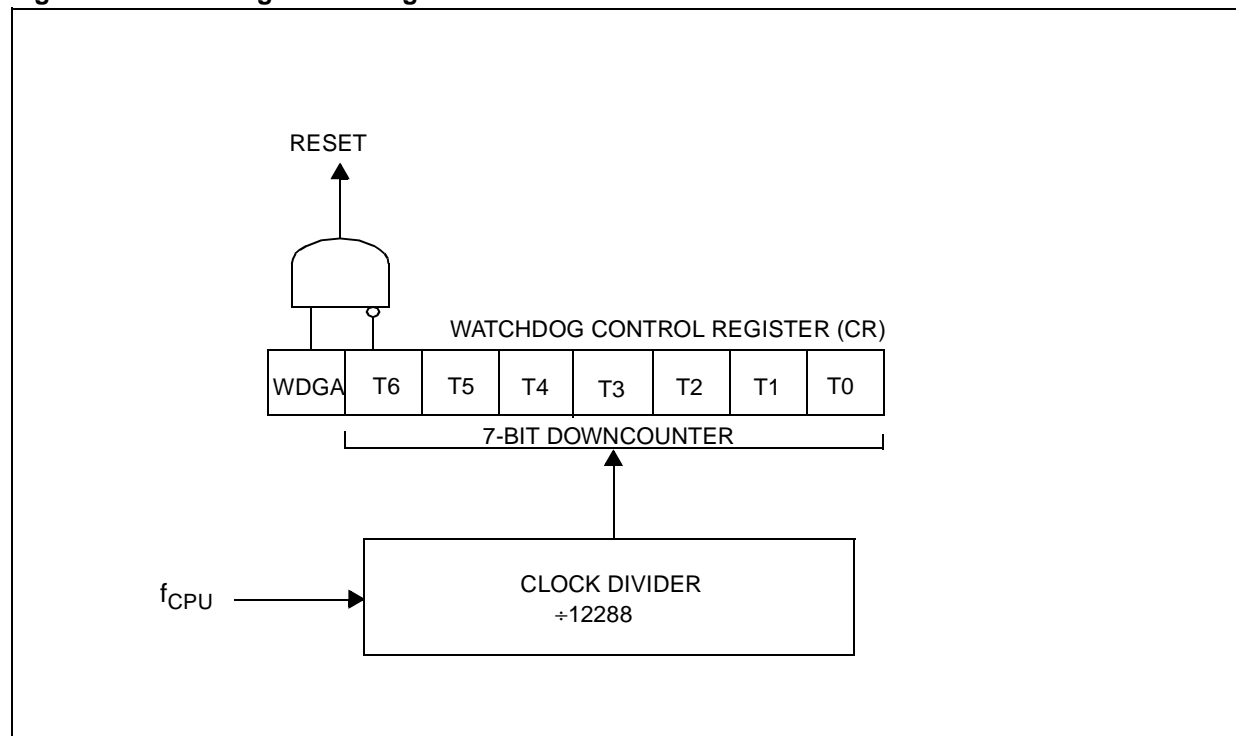 RESET
WATCHDOG CONTROL REGISTER (CR)
WDGA T6 T5 T4 T3 T2 T1 T0
7-BIT DOWNCOUNTER
fCPU
CLOCK DIVIDER
÷12288